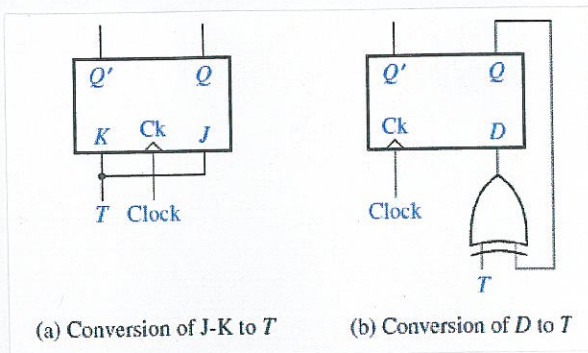 Q' Q
K Ck J
T Clock
(a) Conversion of J-K to T
Q' Q
Ck D
Clock
T
(b) Conversion of D to T